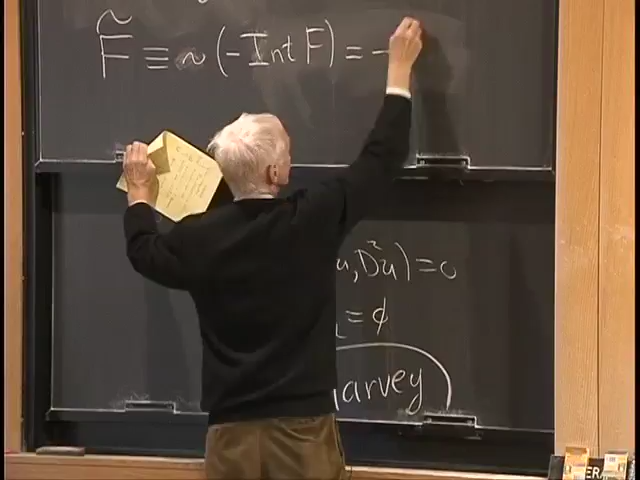 F̃ ≡ ~ (-Int F) = -
u, D²u) = 0
= φ
arvey